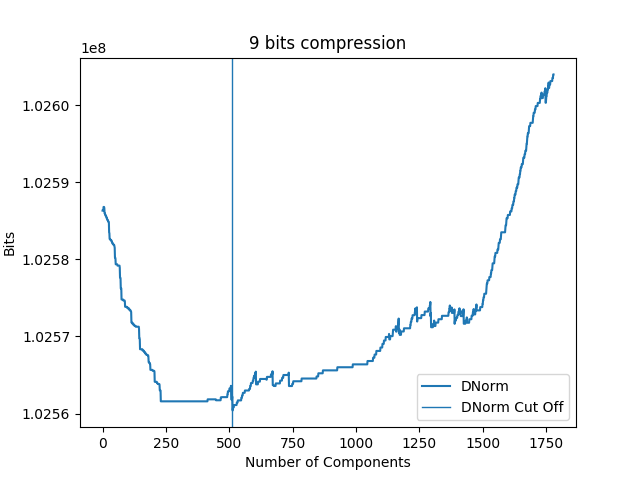 9 bits compression
1e8
1.0260
1.0259
1.0258
1.0257
1.0256
Bits
0 250 500 750 1000 1250 1500 1750
Number of Components
DNorm
DNorm Cut Off